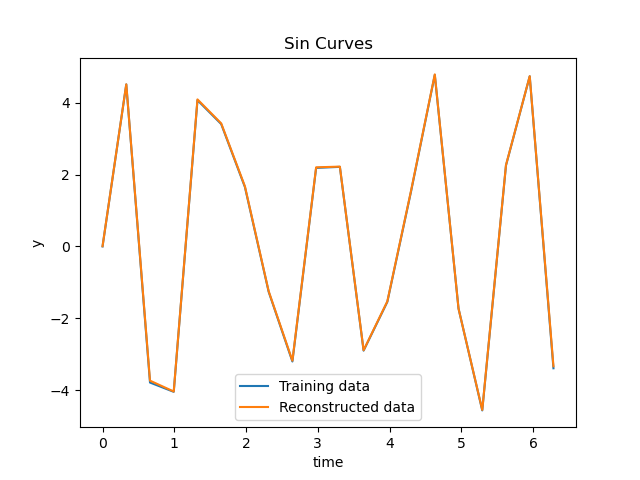 Sin Curves
y
4
2
0
−2
−4
Training data
Reconstructed data
0 1 2 3 4 5 6
time